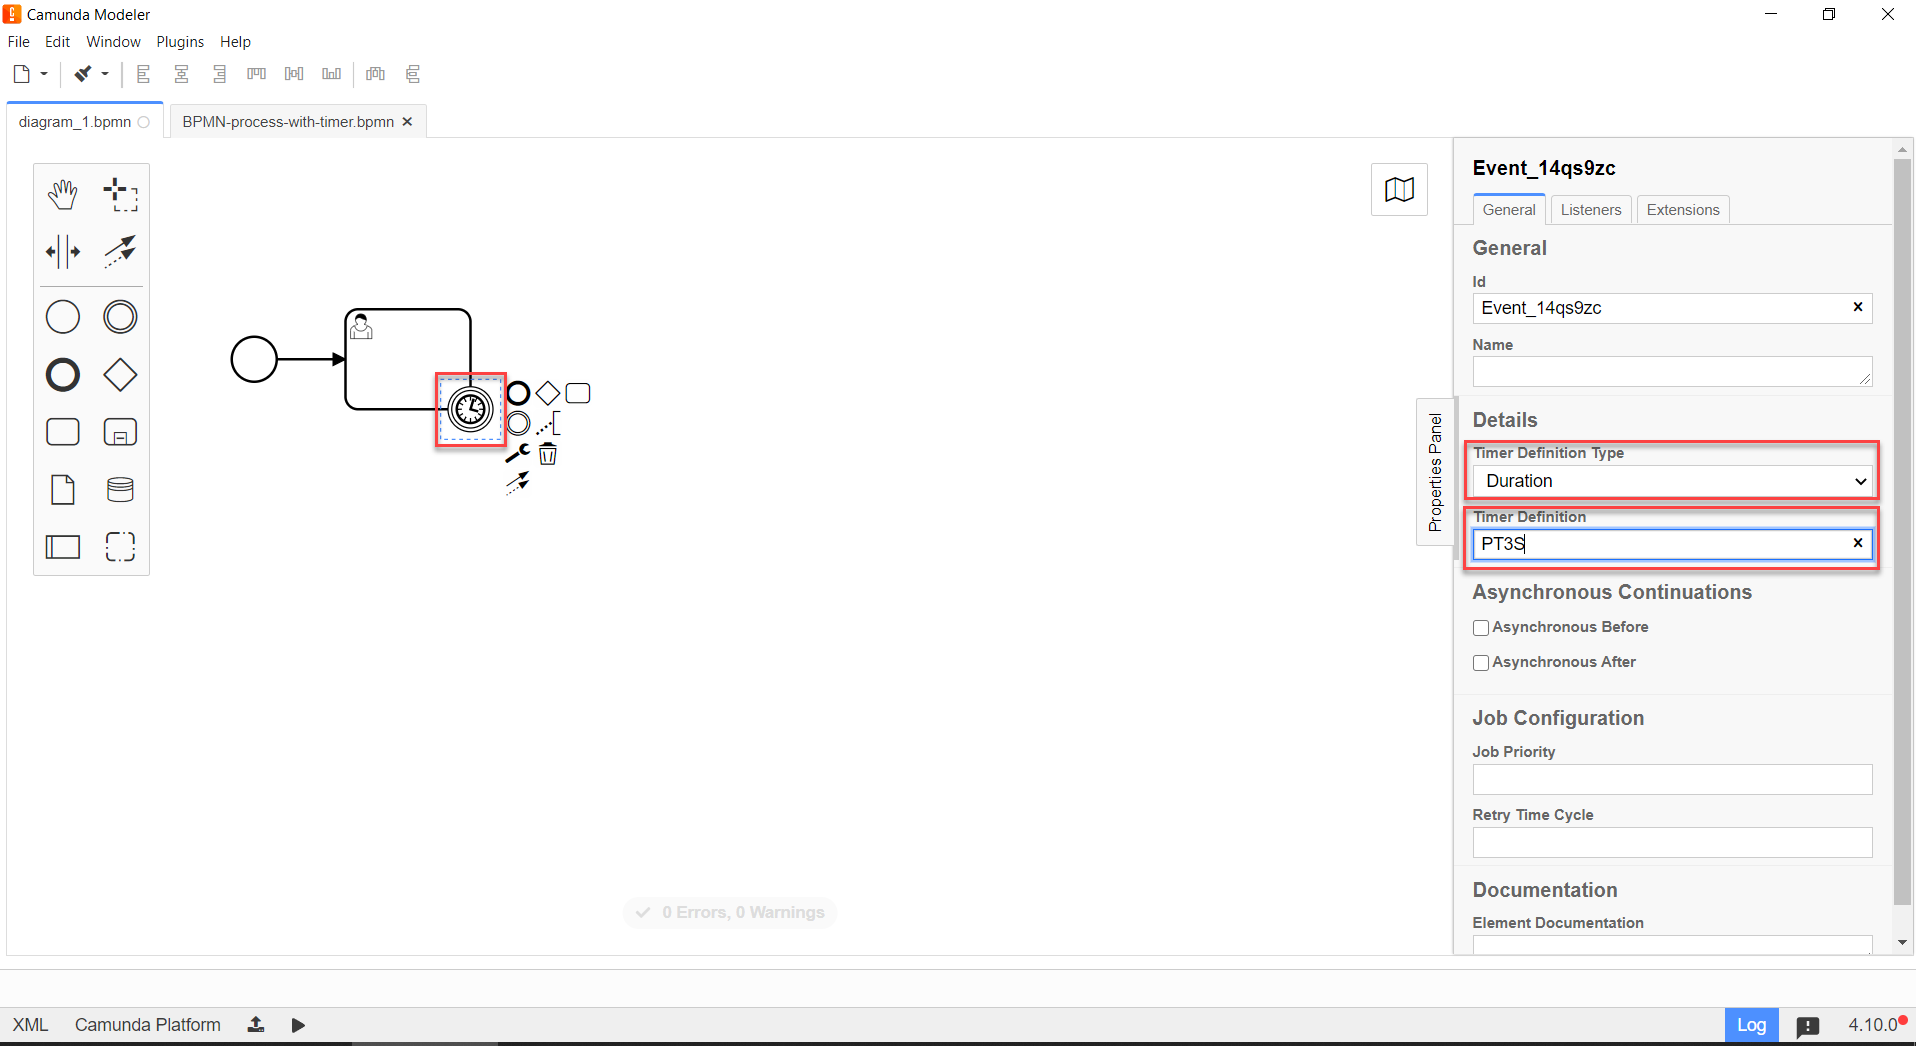 Camunda Modeler
File Edit Window Plugins Help
diagram_1.bpmn
BPMN-process-with-timer.bpmn
Event_14qs9zc
General Listeners Extensions
General
Id
Event_14qs9zc
Name
Details
Timer Definition Type
Duration
Timer Definition
PT3S
Properties Panel
Asynchronous Continuations
Asynchronous Before
Asynchronous After
Job Configuration
Job Priority
Retry Time Cycle
Documentation
Element Documentation
0 Errors, 0 Warnings
XML Camunda Platform
Log
4.10.0